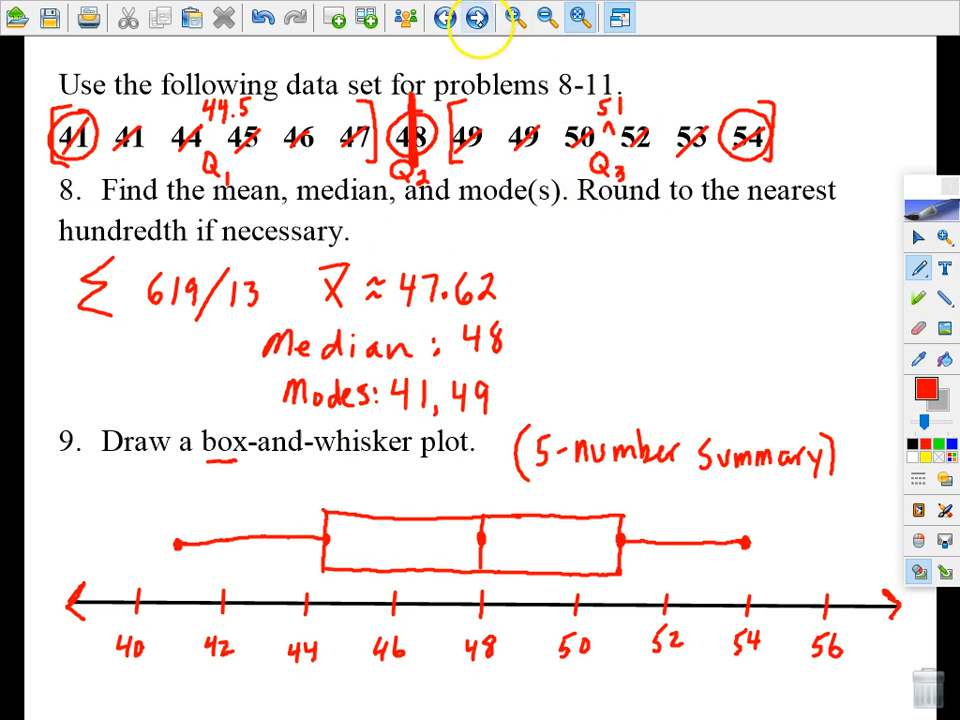 Use the following data set for problems 8-11.
44.5 51
[41 41 44 45 46 47] 48 [49 49 50 ^ 52 53 54]
Q1 Q2 Q3
8. Find the mean, median, and mode(s). Round to the nearest
hundredth if necessary.
Σ 619/13 x̅ ≈ 47.62
Median: 48
Modes: 41, 49
9. Draw a box-and-whisker plot. (5-number summary)
40 42 44 46 48 50 52 54 56
T